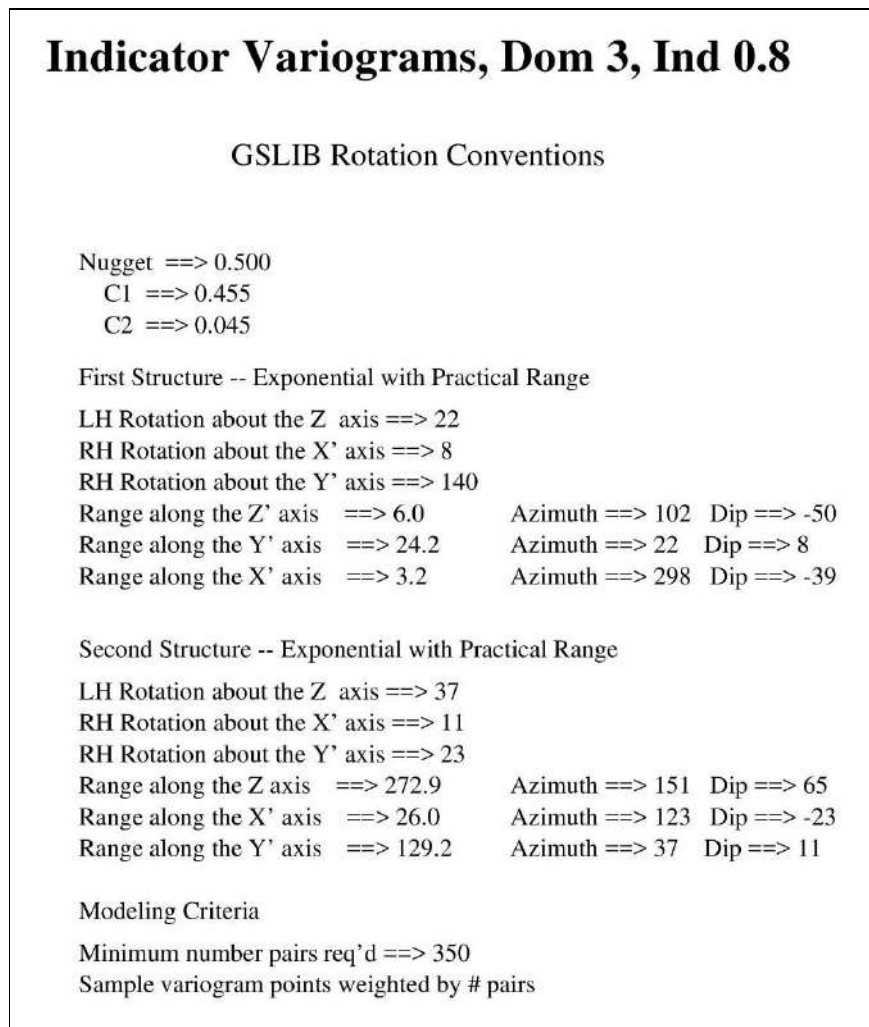 Indicator Variograms, Dom 3, Ind 0.8
GSLIB Rotation Conventions
Nugget ==> 0.500
C1 ==> 0.455
C2 ==> 0.045
First Structure -- Exponential with Practical Range
LH Rotation about the Z axis ==> 22
RH Rotation about the X' axis ==> 8
RH Rotation about the Y' axis ==> 140
Range along the Z' axis ==> 6.0 Azimuth ==> 102 Dip ==> -50
Range along the Y' axis ==> 24.2 Azimuth ==> 22 Dip ==> 8
Range along the X' axis ==> 3.2 Azimuth ==> 298 Dip ==> -39
Second Structure -- Exponential with Practical Range
LH Rotation about the Z axis ==> 37
RH Rotation about the X' axis ==> 11
RH Rotation about the Y' axis ==> 23
Range along the Z axis ==> 272.9 Azimuth ==> 151 Dip ==> 65
Range along the X' axis ==> 26.0 Azimuth ==> 123 Dip ==> -23
Range along the Y' axis ==> 129.2 Azimuth ==> 37 Dip ==> 11
Modeling Criteria
Minimum number pairs req'd ==> 350
Sample variogram points weighted by # pairs